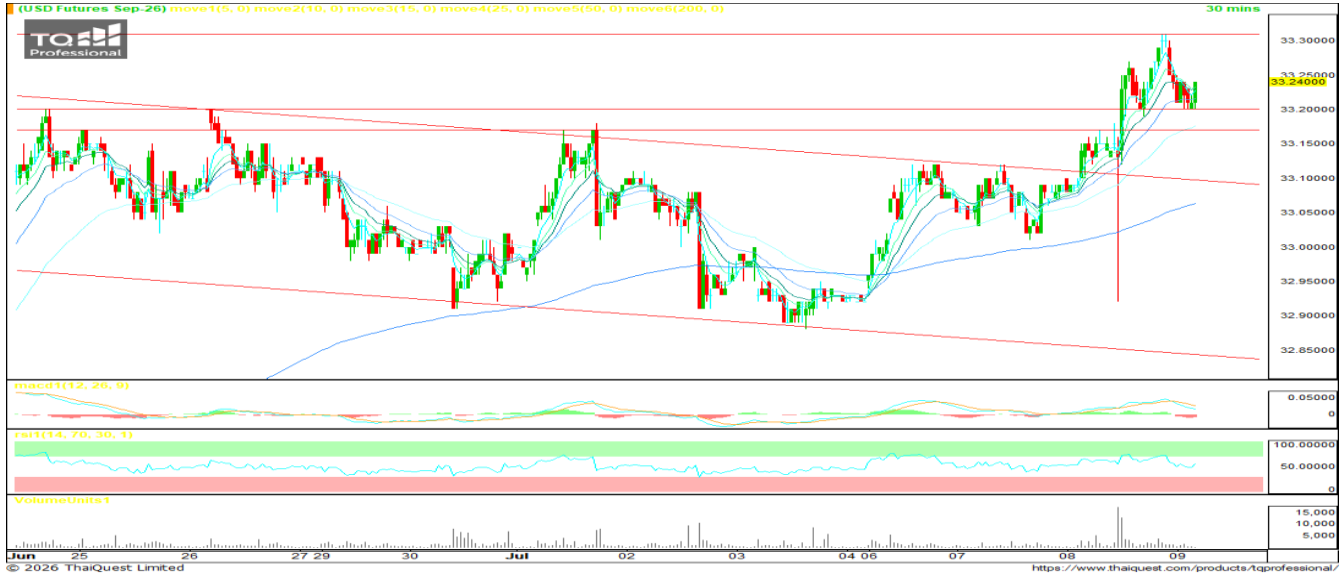 (USD Futures Sep-26) move1(5, 0) move2(10, 0) move3(15, 0) move4(25, 0) move5(50, 0) move6(200, 0)
30 mins
TQ
Professional
33.30000
33.25000
33.24000
33.20000
33.15000
33.10000
33.05000
33.00000
32.95000
32.90000
32.85000
macd1(12, 26, 9)
0.05000
0
rsi1(14, 70, 30, 1)
100.00000
50.00000
0
VolumeUnits1
15,000
10,000
5,000
Jun 25 26 27 29 30 Jul 02 03 04 06 07 08 09
© 2026 ThaiQuest Limited
https://www.thaiquest.com/products/tqprofessional/